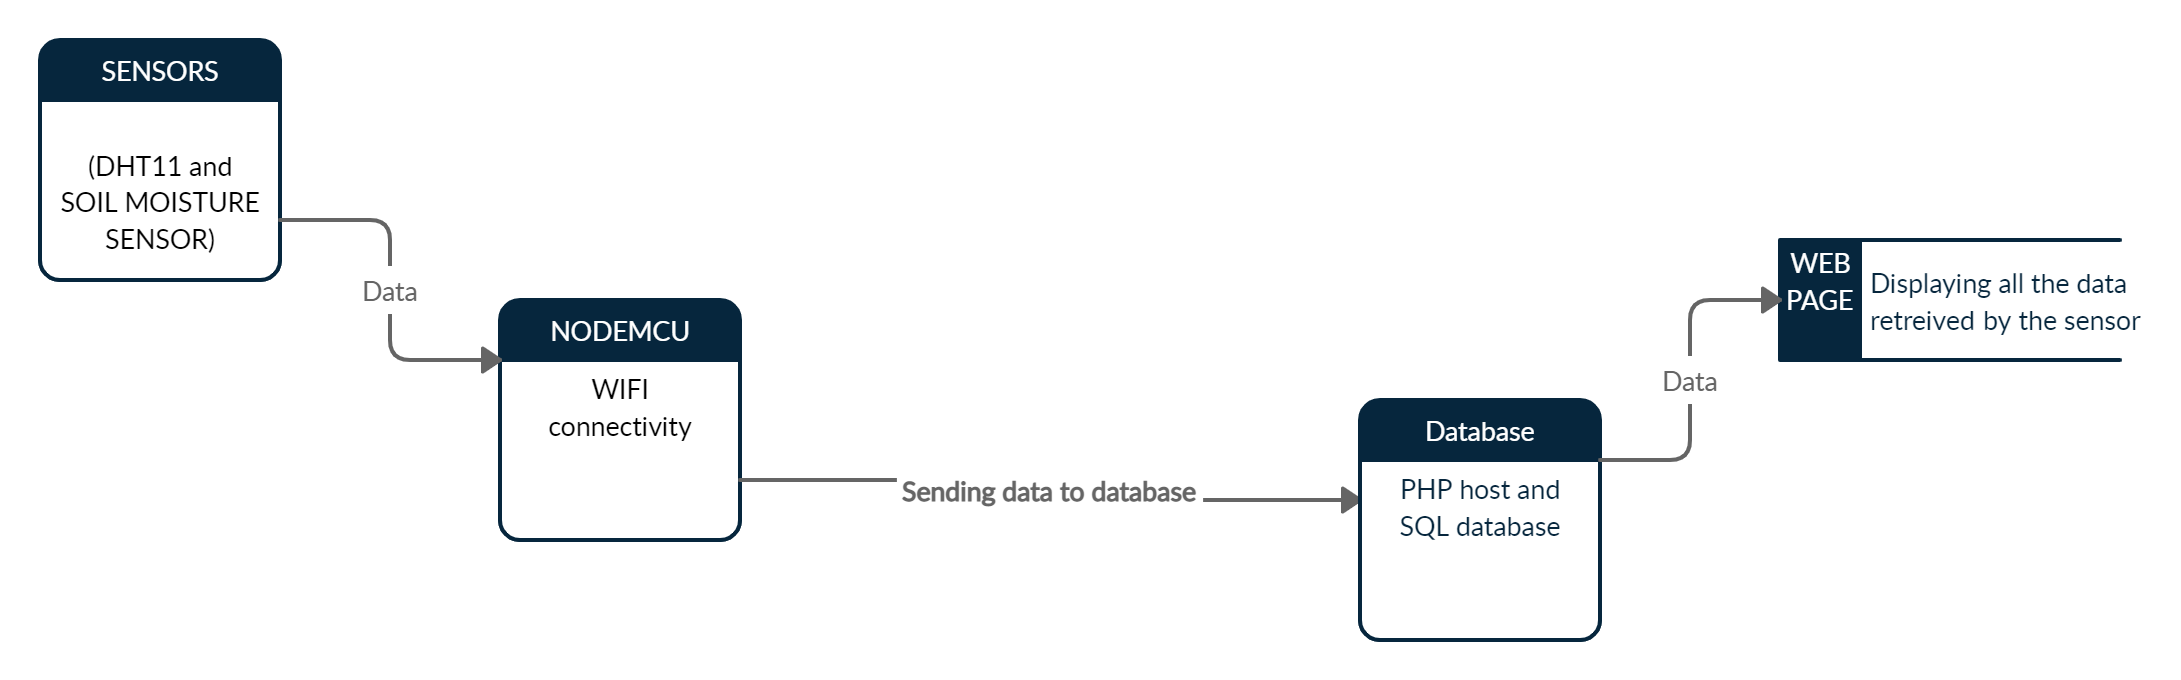 SENSORS
(DHT11 and
SOIL MOISTURE
SENSOR)
Data
NODEMCU
WIFI
connectivity
Sending data to database
Database
PHP host and
SQL database
Data
WEB
PAGE
Displaying all the data
retreived by the sensor